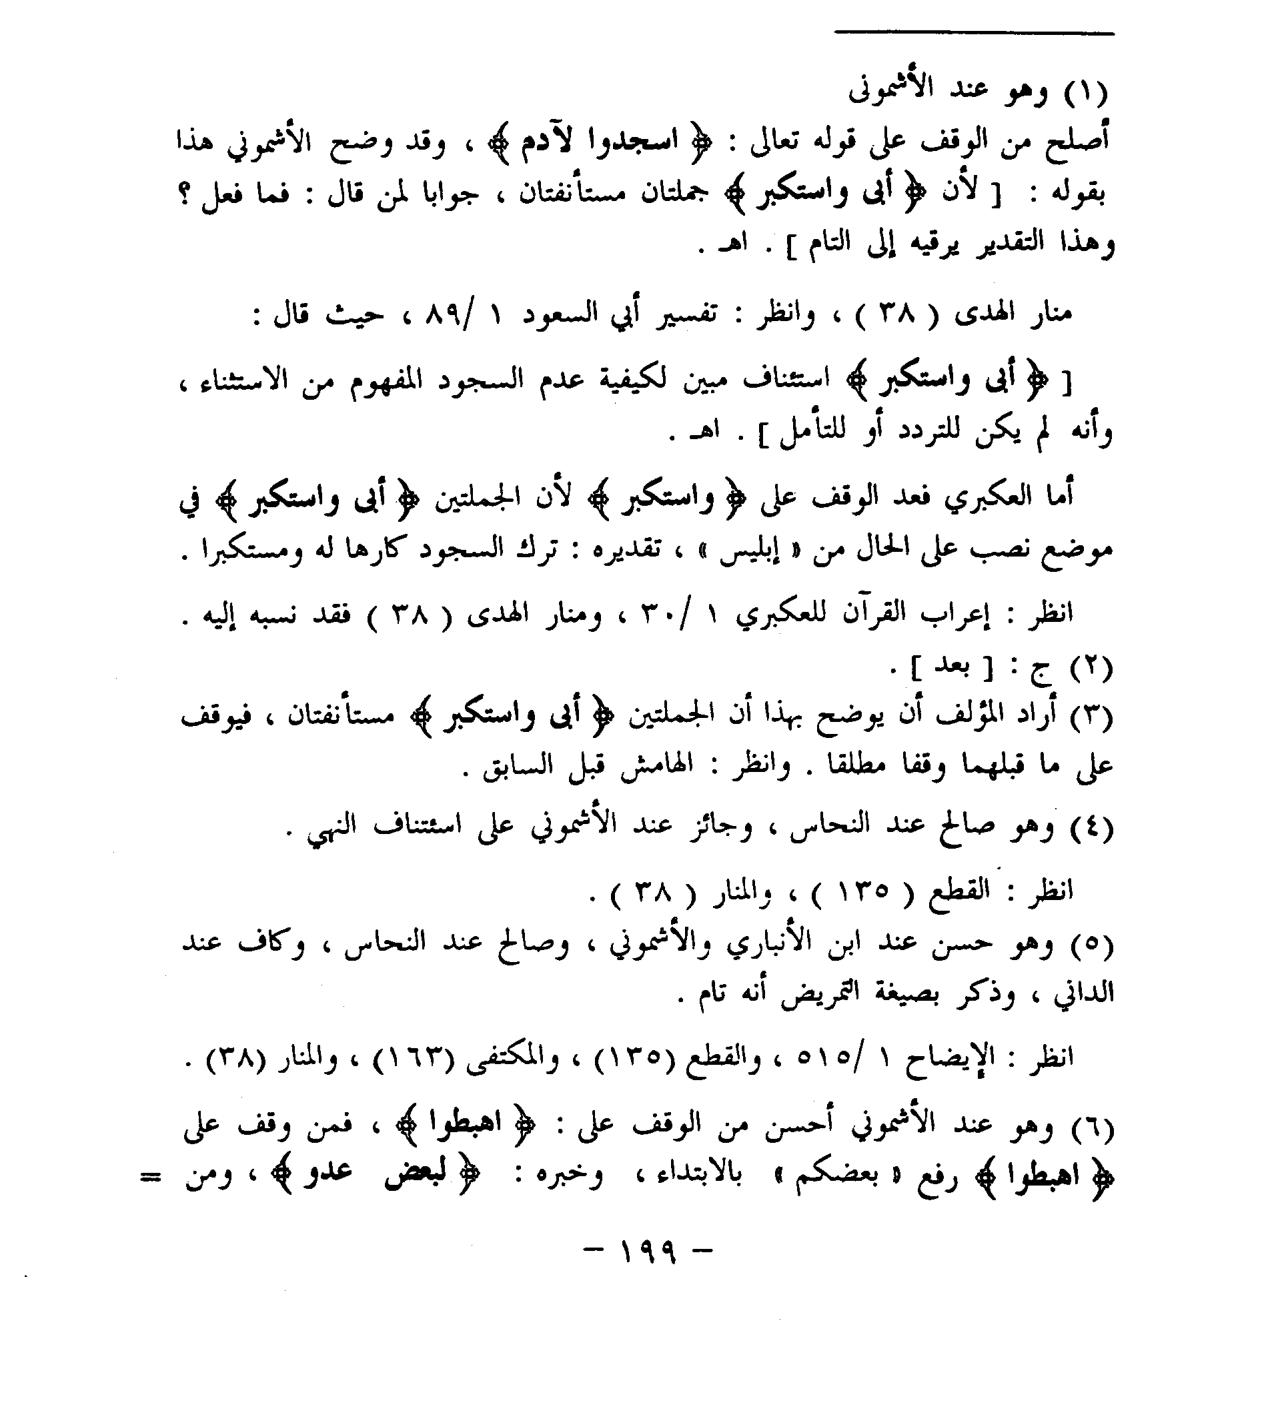 (١) وهو عند الأشمونى
أصلح من الوقف على قوله تعالى : ﴿ اسجدوا لآدم ﴾ ، وقد وضح الأشموني هذا
بقوله : [ لأن ﴿ أبى واستكبر ﴾ جملتان مستأنفتان ، جوابا لمن قال : فما فعل ؟
وهذا التقدير يرقيه إلى التام ] . اهـ .
منار الهدى ( ٣٨ ) ، وانظر : تفسير أبي السعود ١ /٨٩ ، حيث قال :
[ ﴿ أبى واستكبر ﴾ استئناف مبين لكيفية عدم السجود المفهوم من الاستثناء ،
وأنه لم يكن للتردد أو للتأمل ] . اهـ .
أما العكبري فعد الوقف على ﴿ واستكبر ﴾ لأن الجملتين ﴿ أبى واستكبر ﴾ في
موضع نصب على الحال من « إبليس » ، تقديره : ترك السجود كارها له ومستكبرا .
انظر : إعراب القرآن للعكبري ١ /٣٠ ، ومنار الهدى ( ٣٨ ) فقد نسبه إليه .
(٢) ج : [ بعد ] .
(٣) أراد المؤلف أن يوضح بهذا أن الجملتين ﴿ أبى واستكبر ﴾ مستأنفتان ، فيوقف
على ما قبلهما وقفا مطلقا . وانظر : الهامش قبل السابق .
(٤) وهو صالح عند النحاس ، وجائز عند الأشموني على اسئتناف النهي .
انظر : القطع ( ١٣٥ ) ، والمنار ( ٣٨ ) .
(٥) وهو حسن عند ابن الأنباري والأشموني ، وصالح عند النحاس ، وكاف عند
الداني ، وذكر بصيغة التمريض أنه تام .
انظر : الإيضاح ١ /٥١٥ ، والقطع (١٣٥) ، والمكتفى (١٦٣) ، والمنار (٣٨) .
(٦) وهو عند الأشموني أحسن من الوقف على : ﴿ اهبطوا ﴾ ، فمن وقف على
﴿ اهبطوا ﴾ رفع « بعضكم » بالابتداء ، وخبره : ﴿ لبعض عدو ﴾ ، ومن =
– ١٩٩ –